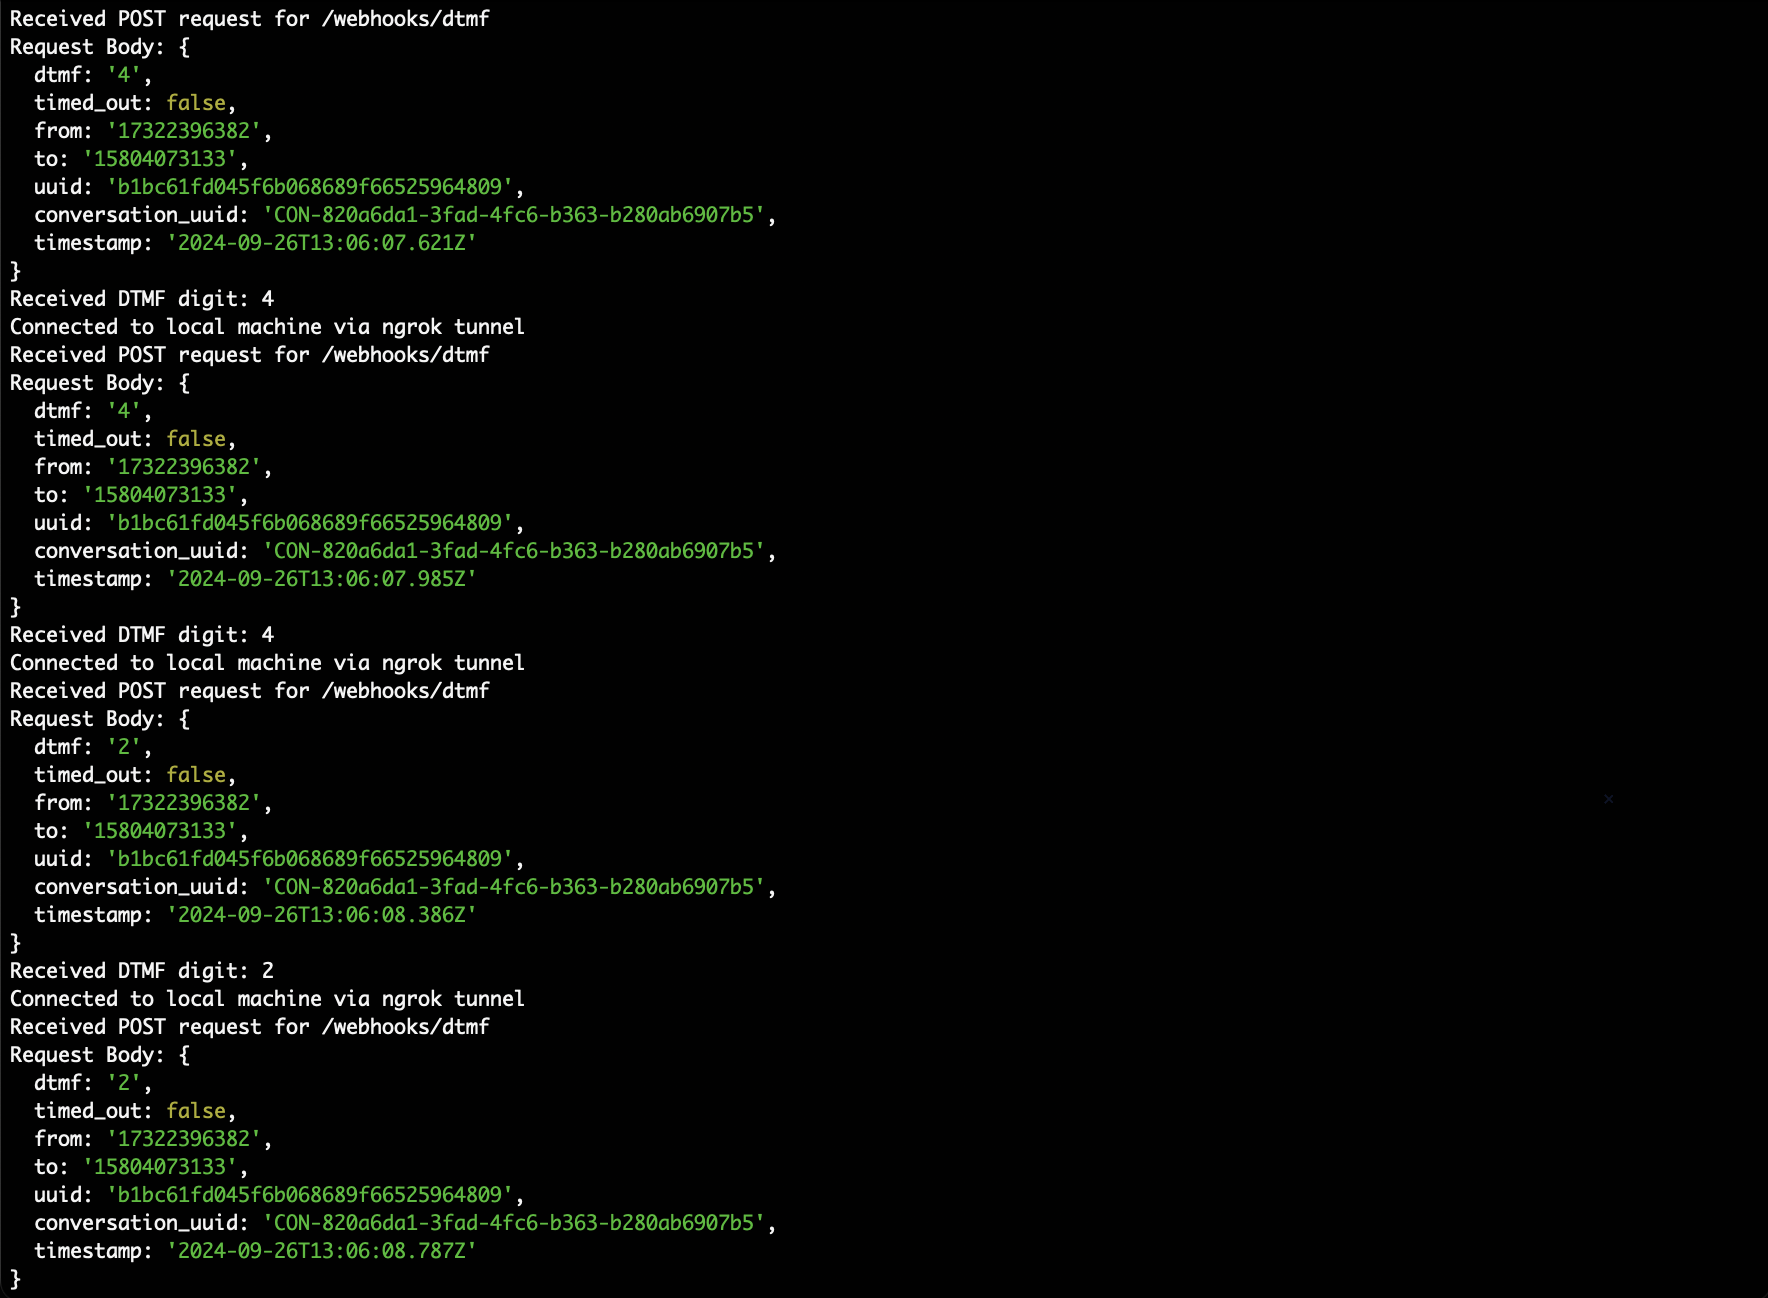 Received POST request for /webhooks/dtmf
Request Body: {
  dtmf: '4',
  timed_out: false,
  from: '17322396382',
  to: '15804073133',
  uuid: 'b1bc61fd045f6b068689f66525964809',
  conversation_uuid: 'CON-820a6da1-3fad-4fc6-b363-b280ab6907b5',
  timestamp: '2024-09-26T13:06:07.621Z'
}
Received DTMF digit: 4
Connected to local machine via ngrok tunnel
Received POST request for /webhooks/dtmf
Request Body: {
  dtmf: '4',
  timed_out: false,
  from: '17322396382',
  to: '15804073133',
  uuid: 'b1bc61fd045f6b068689f66525964809',
  conversation_uuid: 'CON-820a6da1-3fad-4fc6-b363-b280ab6907b5',
  timestamp: '2024-09-26T13:06:07.985Z'
}
Received DTMF digit: 4
Connected to local machine via ngrok tunnel
Received POST request for /webhooks/dtmf
Request Body: {
  dtmf: '2',
  timed_out: false,
  from: '17322396382',
  to: '15804073133',
  uuid: 'b1bc61fd045f6b068689f66525964809',
  conversation_uuid: 'CON-820a6da1-3fad-4fc6-b363-b280ab6907b5',
  timestamp: '2024-09-26T13:06:08.386Z'
}
Received DTMF digit: 2
Connected to local machine via ngrok tunnel
Received POST request for /webhooks/dtmf
Request Body: {
  dtmf: '2',
  timed_out: false,
  from: '17322396382',
  to: '15804073133',
  uuid: 'b1bc61fd045f6b068689f66525964809',
  conversation_uuid: 'CON-820a6da1-3fad-4fc6-b363-b280ab6907b5',
  timestamp: '2024-09-26T13:06:08.787Z'
}